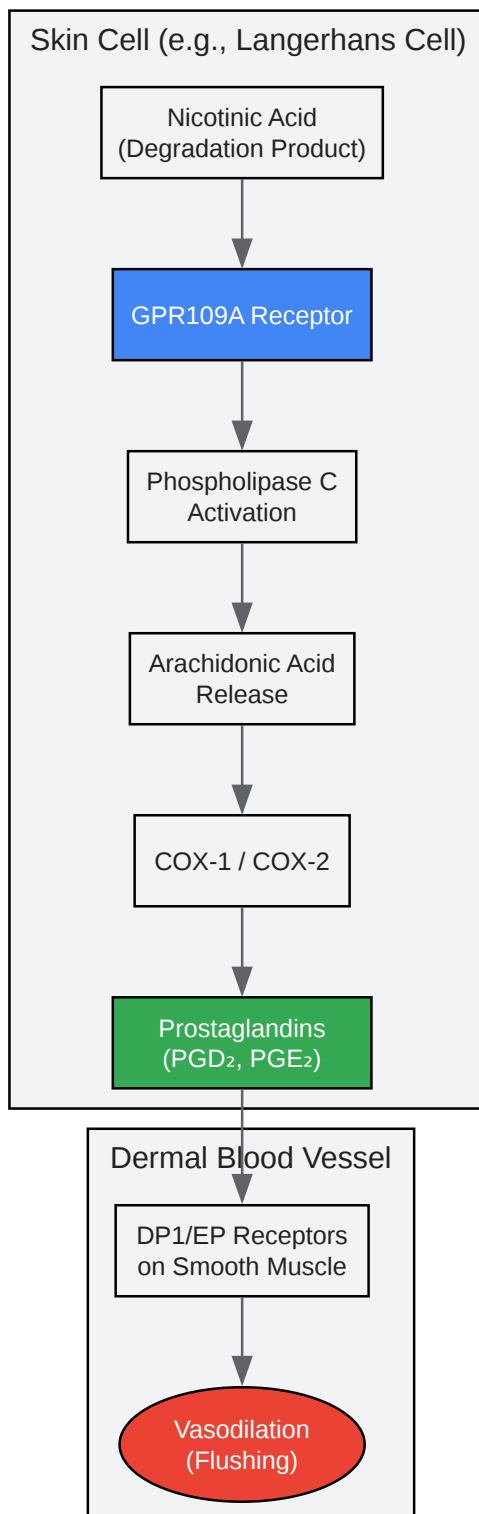 Skin Cell (e.g., Langerhans Cell)
Nicotinic Acid
(Degradation Product)
GPR109A Receptor
Phospholipase C
Activation
Arachidonic Acid
Release
COX-1 / COX-2
Prostaglandins
(PGD₂, PGE₂)
Dermal Blood Vessel
DP1/EP Receptors
on Smooth Muscle
Vasodilation
(Flushing)